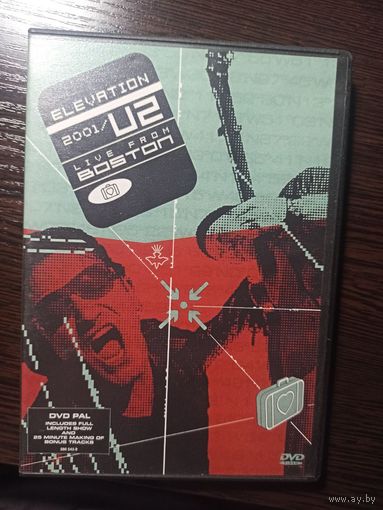 ELEVATION
2001/U2
LIVE FROM
BOSTON
DVD PAL
INCLUDES FULL
LENGTH SHOW
AND
25 MINUTE MAKING OF
BONUS TRACKS
DVD
www.ay.by